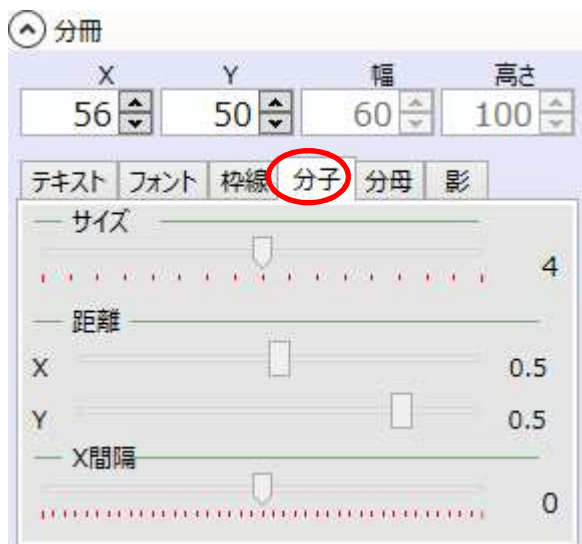 分冊
X Y 幅 高さ
56 50 60 100
テキスト フォント 枠線 分子 分母 影
サイズ
4
距離
X 0.5
Y 0.5
X間隔
0